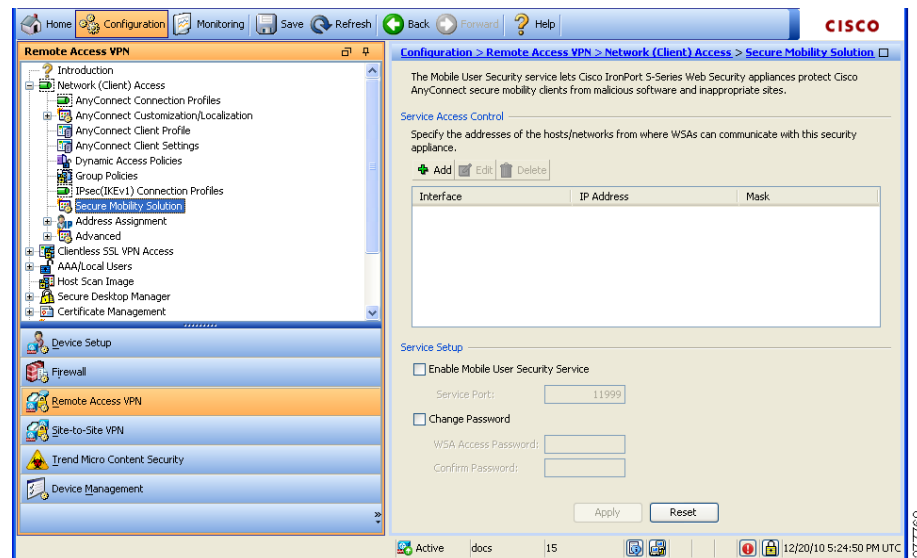 Home Configuration Monitoring Save Refresh Back Forward Help
CISCO
Remote Access VPN
Introduction
Network (Client) Access
AnyConnect Connection Profiles
AnyConnect Customization/Localization
AnyConnect Client Profile
AnyConnect Client Settings
Dynamic Access Policies
Group Policies
IPsec(IKEv1) Connection Profiles
Secure Mobility Solution
Address Assignment
Advanced
Clientless SSL VPN Access
AAA/Local Users
Host Scan Image
Secure Desktop Manager
Certificate Management
Device Setup
Firewall
Remote Access VPN
Site-to-Site VPN
Trend Micro Content Security
Device Management
»
Configuration > Remote Access VPN > Network (Client) Access > Secure Mobility Solution
The Mobile User Security service lets Cisco IronPort S-Series Web Security appliances protect Cisco
AnyConnect secure mobility clients from malicious software and inappropriate sites.
Service Access Control
Specify the addresses of the hosts/networks from where WSAs can communicate with this security
appliance.
Add Edit Delete
Interface IP Address Mask
Service Setup
Enable Mobile User Security Service
Service Port: 11999
Change Password
WSA Access Password:
Confirm Password:
Apply Reset
Active docs 15 12/20/10 5:24:50 PM UTC